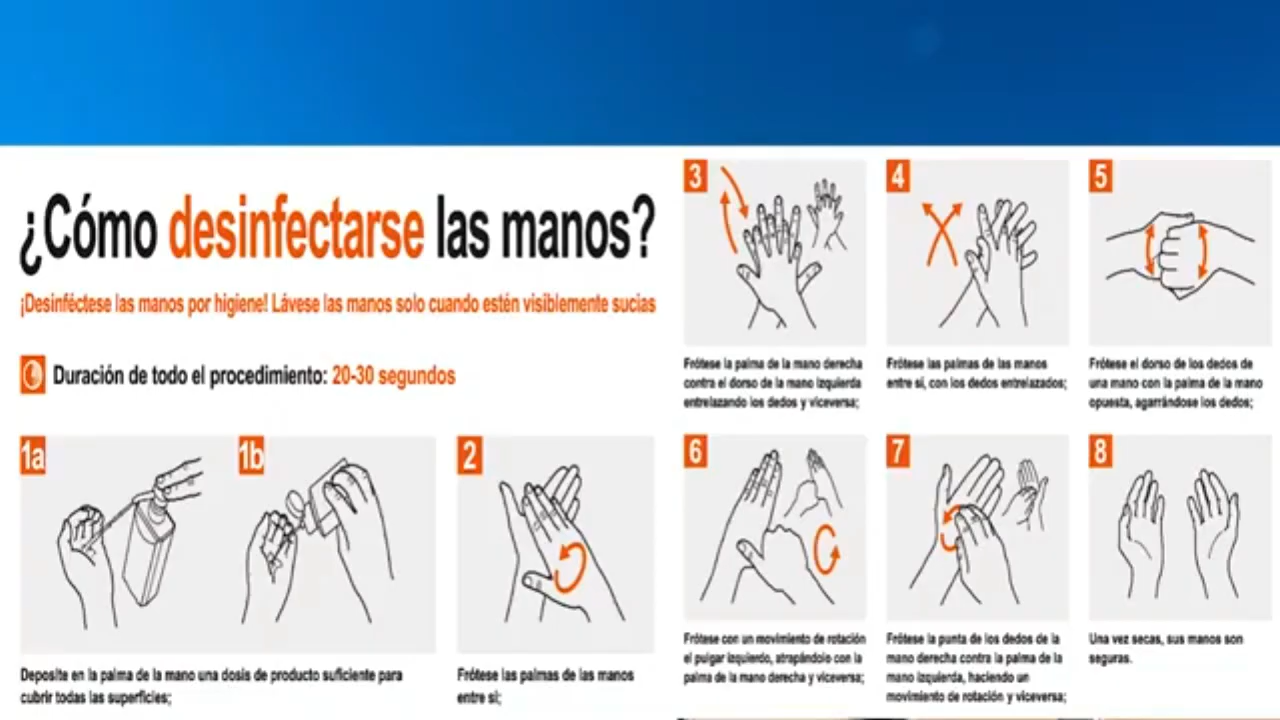 ¿Cómo desinfectarse las manos?
¡Desinféctese las manos por higiene! Lávese las manos solo cuando estén visiblemente sucias
Duración de todo el procedimiento: 20-30 segundos
1a
1b
Deposite en la palma de la mano una dosis de producto suficiente para
cubrir todas las superficies;
2
Frótese las palmas de las manos
entre sí;
3
Frótese la palma de la mano derecha
contra el dorso de la mano izquierda
entrelazando los dedos y viceversa;
4
Frótese las palmas de las manos
entre sí, con los dedos entrelazados;
5
Frótese el dorso de los dedos de
una mano con la palma de la mano
opuesta, agarrándose los dedos;
6
Frótese con un movimiento de rotación
el pulgar izquierdo, atrapándolo con la
palma de la mano derecha y viceversa;
7
Frótese la punta de los dedos de la
mano derecha contra la palma de la
mano izquierda, haciendo un
movimiento de rotación y viceversa;
8
Una vez secas, sus manos son
seguras.